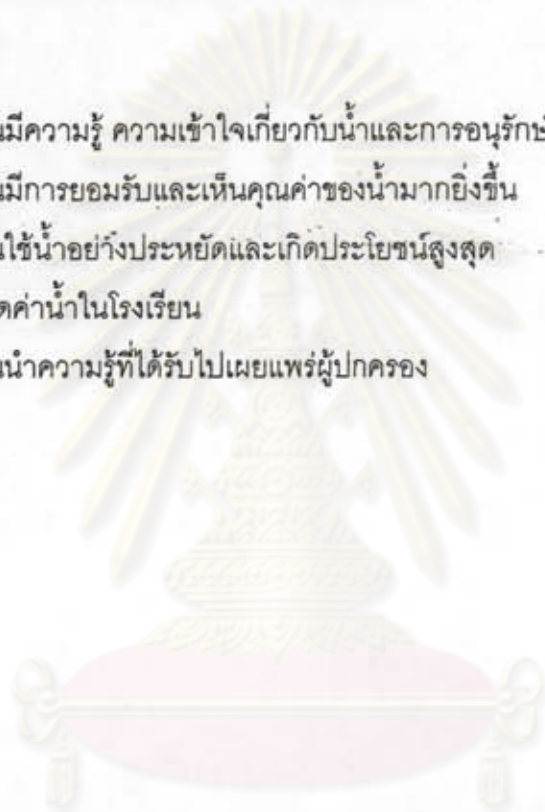 นมีความรู้ ความเข้าใจเกี่ยวกับน้ำและการอนุรักษ์
นมีการยอมรับและเห็นคุณค่าของน้ำมากยิ่งขึ้น
นใช้น้ำอย่างประหยัดและเกิดประโยชน์สูงสุด
ดค่าน้ำในโรงเรียน
นนำความรู้ที่ได้รับไปเผยแพร่ผู้ปกครอง